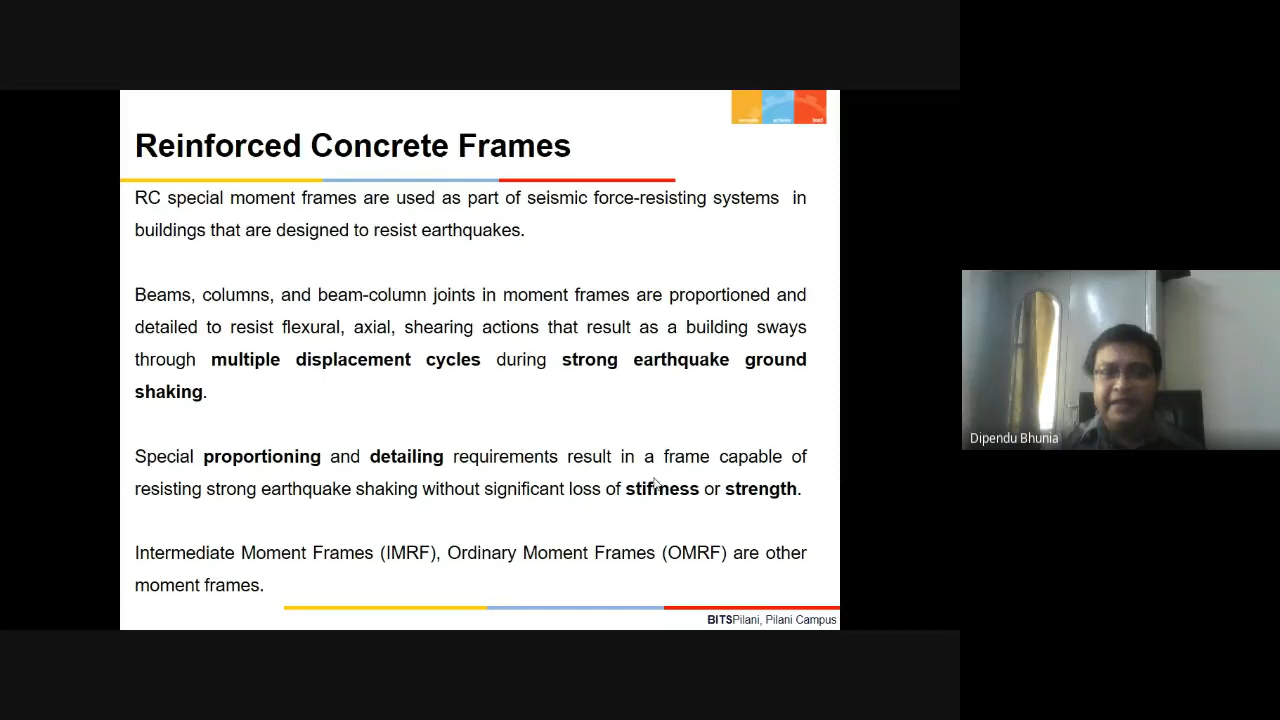 innovate achieve lead
Reinforced Concrete Frames
RC special moment frames are used as part of seismic force-resisting systems in
buildings that are designed to resist earthquakes.
Beams, columns, and beam-column joints in moment frames are proportioned and
detailed to resist flexural, axial, shearing actions that result as a building sways
through multiple displacement cycles during strong earthquake ground
shaking.
Special proportioning and detailing requirements result in a frame capable of
resisting strong earthquake shaking without significant loss of stiffness or strength.
Intermediate Moment Frames (IMRF), Ordinary Moment Frames (OMRF) are other
moment frames.
BITSPilani, Pilani Campus
Dipendu Bhunia